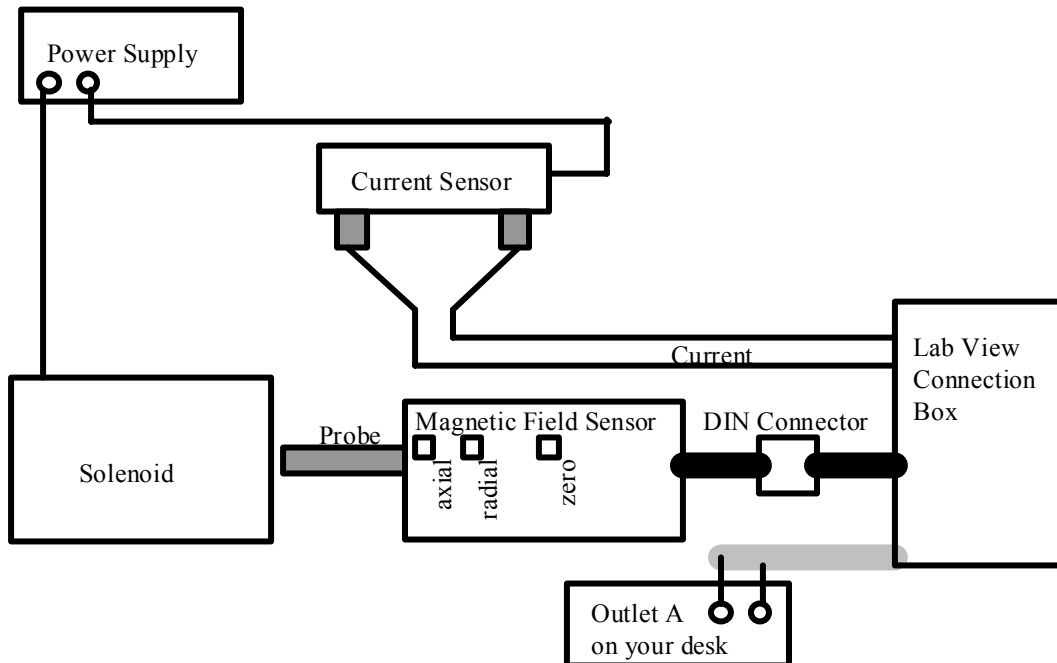 Power Supply
Current Sensor
Current
Lab View
Connection
Box
Solenoid
Probe
Magnetic Field Sensor
axial
radial
zero
DIN Connector
Outlet A
on your desk